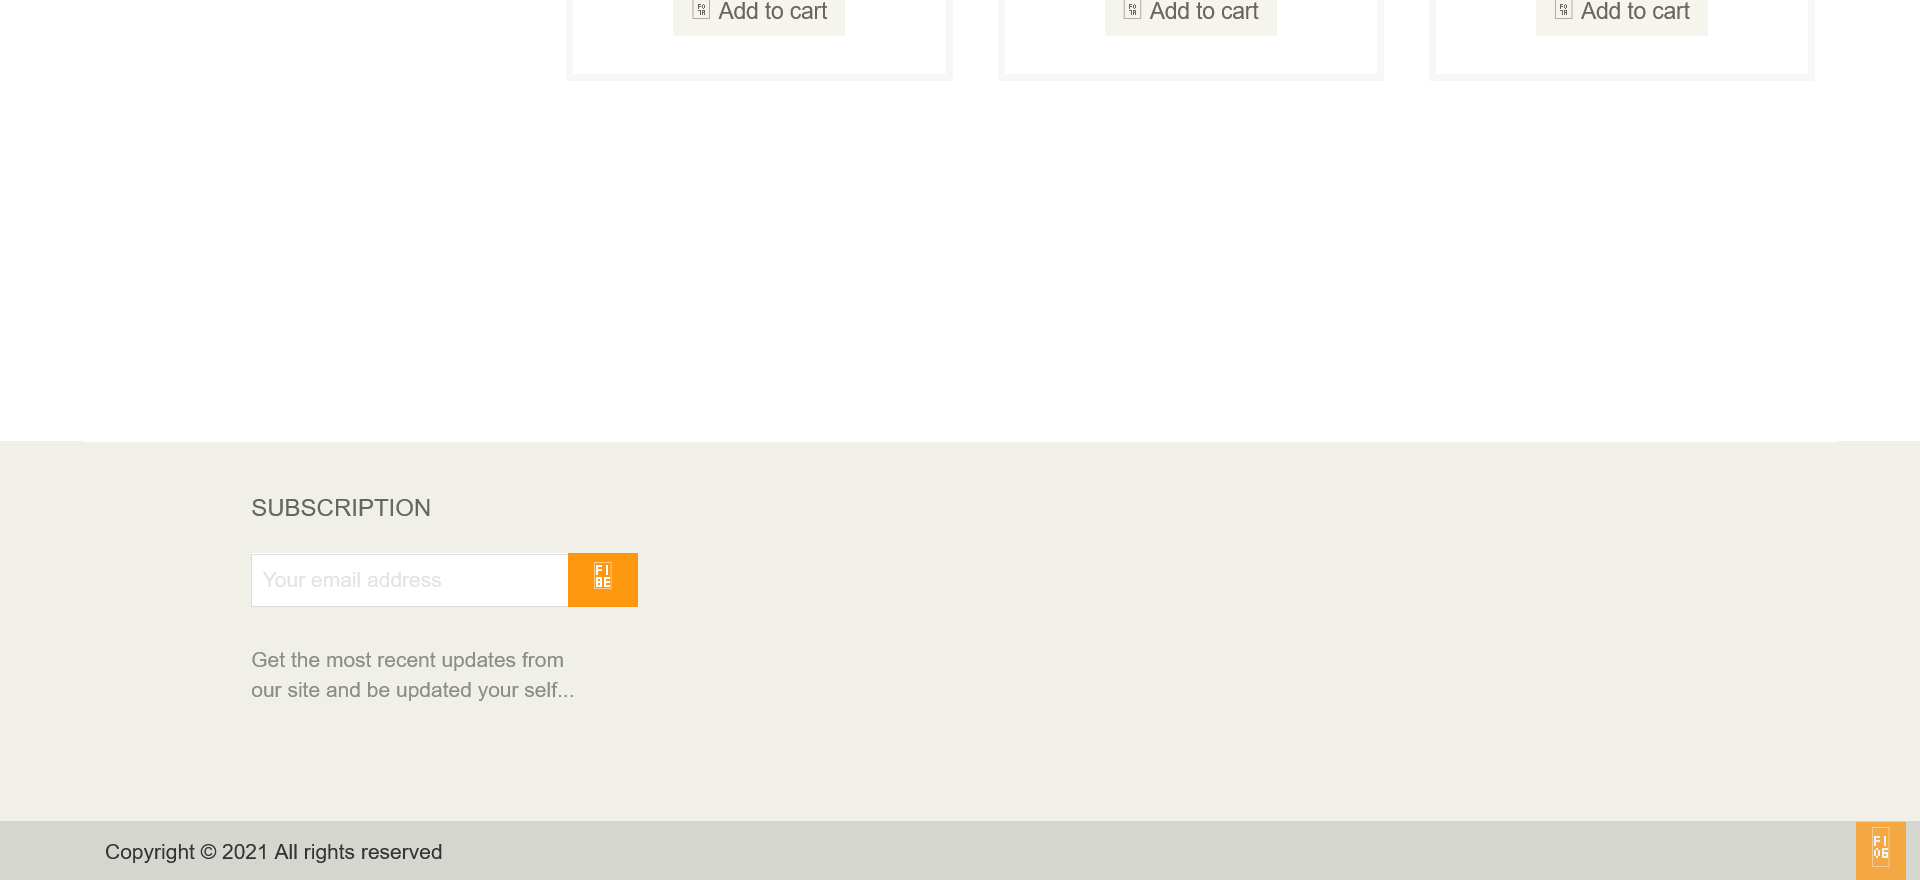 Add to cart
Add to cart
Add to cart
SUBSCRIPTION
Your email address
Get the most recent updates from
our site and be updated your self...
Copyright © 2021 All rights reserved